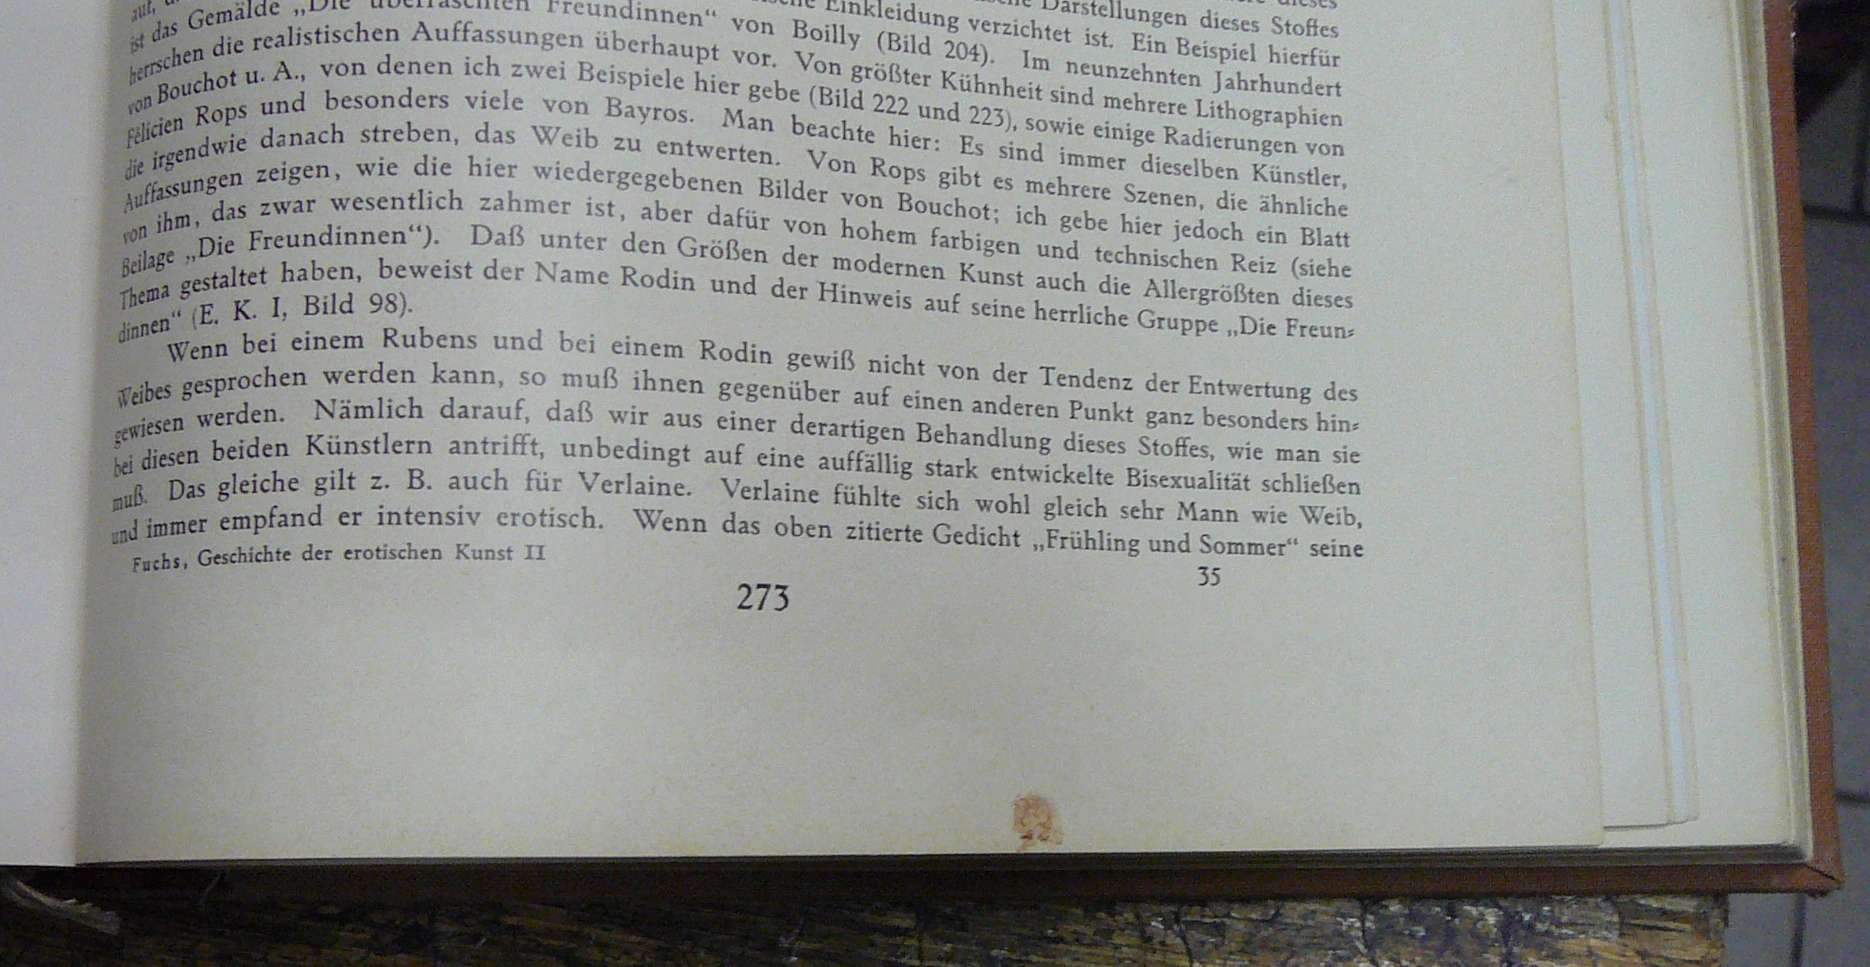 dieses
Darstellungen dieses Stoffes
auf, Einkleidung verzichtet ist. Ein Beispiel hierfür
ist das Gemälde „Die überraschten Freundinnen“ von Boilly (Bild 204). Im neunzehnten Jahrhundert
herrschen die realistischen Auffassungen überhaupt vor. Von größter Kühnheit sind mehrere Lithographien
von Bouchot u. A., von denen ich zwei Beispiele hier gebe (Bild 222 und 223), sowie einige Radierungen von
Félicien Rops und besonders viele von Bayros. Man beachte hier: Es sind immer dieselben Künstler,
die irgendwie danach streben, das Weib zu entwerten. Von Rops gibt es mehrere Szenen, die ähnliche
Auffassungen zeigen, wie die hier wiedergegebenen Bilder von Bouchot; ich gebe hier jedoch ein Blatt
von ihm, das zwar wesentlich zahmer ist, aber dafür von hohem farbigen und technischen Reiz (siehe
Beilage „Die Freundinnen“). Daß unter den Größen der modernen Kunst auch die Allergrößten dieses
Thema gestaltet haben, beweist der Name Rodin und der Hinweis auf seine herrliche Gruppe „Die Freun-
dinnen“ (E. K. I, Bild 98).
Wenn bei einem Rubens und bei einem Rodin gewiß nicht von der Tendenz der Entwertung des
Weibes gesprochen werden kann, so muß ihnen gegenüber auf einen anderen Punkt ganz besonders hin-
gewiesen werden. Nämlich darauf, daß wir aus einer derartigen Behandlung dieses Stoffes, wie man sie
bei diesen beiden Künstlern antrifft, unbedingt auf eine auffällig stark entwickelte Bisexualität schließen
muß. Das gleiche gilt z. B. auch für Verlaine. Verlaine fühlte sich wohl gleich sehr Mann wie Weib,
und immer empfand er intensiv erotisch. Wenn das oben zitierte Gedicht „Frühling und Sommer“ seine
Fuchs, Geschichte der erotischen Kunst II
35
273